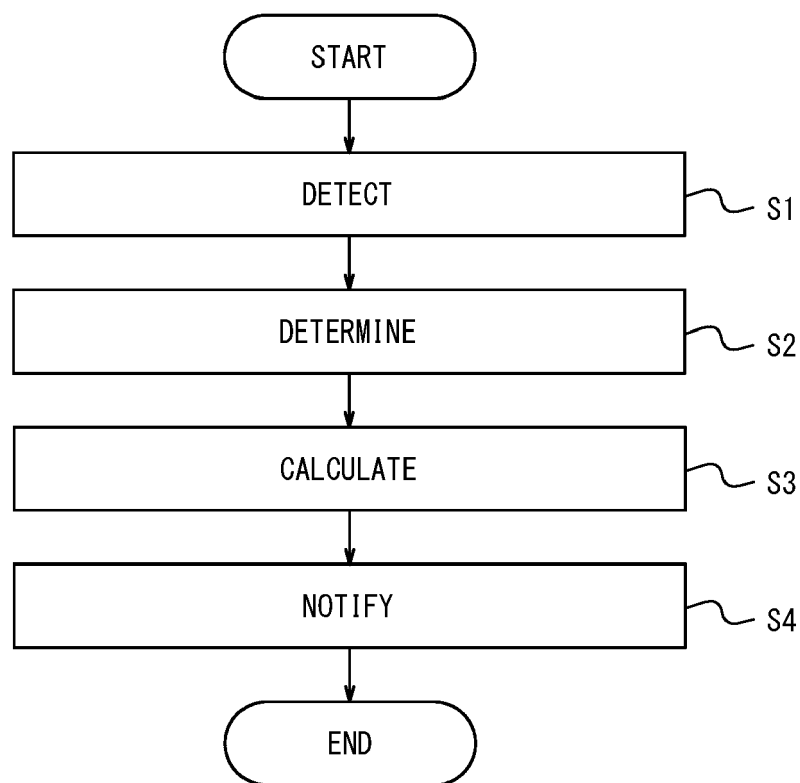 START
DETECT
S1
DETERMINE
S2
CALCULATE
S3
NOTIFY
S4
END